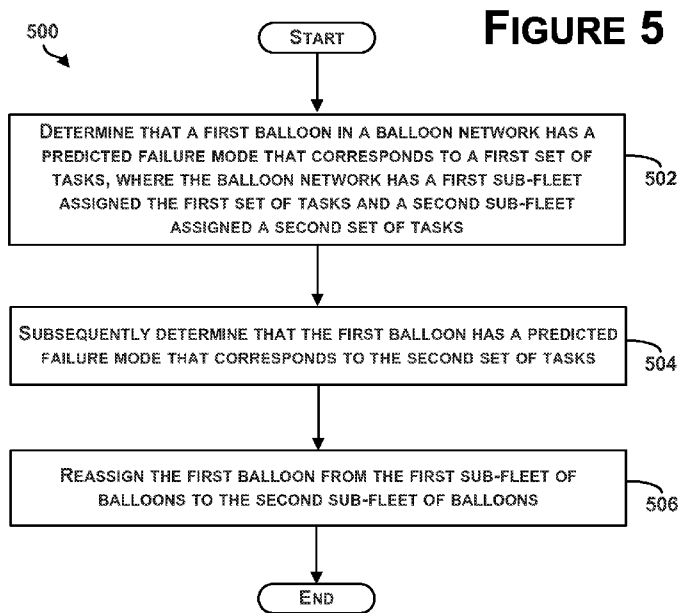 FIGURE 5
500
START
DETERMINE THAT A FIRST BALLOON IN A BALLOON NETWORK HAS A
PREDICTED FAILURE MODE THAT CORRESPONDS TO A FIRST SET OF
TASKS, WHERE THE BALLOON NETWORK HAS A FIRST SUB-FLEET
ASSIGNED THE FIRST SET OF TASKS AND A SECOND SUB-FLEET
ASSIGNED A SECOND SET OF TASKS
502
SUBSEQUENTLY DETERMINE THAT THE FIRST BALLOON HAS A PREDICTED
FAILURE MODE THAT CORRESPONDS TO THE SECOND SET OF TASKS
504
REASSIGN THE FIRST BALLOON FROM THE FIRST SUB-FLEET OF
BALLOONS TO THE SECOND SUB-FLEET OF BALLOONS
506
END